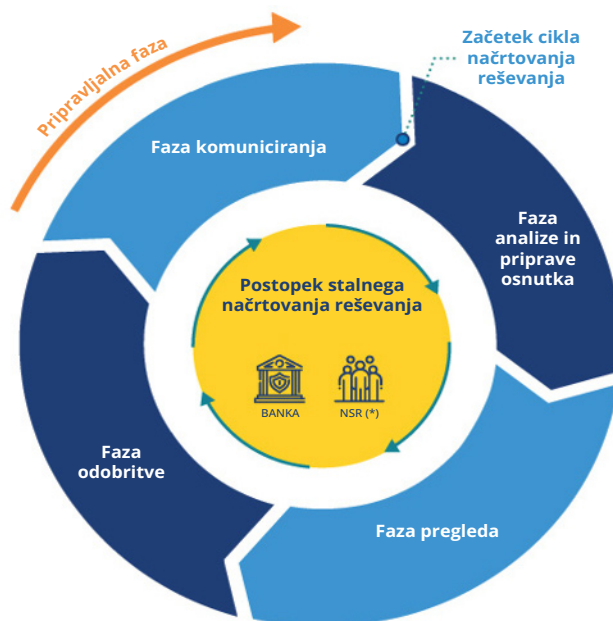 Pripravljalna faza
Začetek cikla
načrtovanja
reševanja
Faza komuniciranja
Faza
analize in
priprave
osnutka
Postopek stalnega
načrtovanja reševanja
BANKA
NSR (*)
Faza
odobritve
Faza pregleda